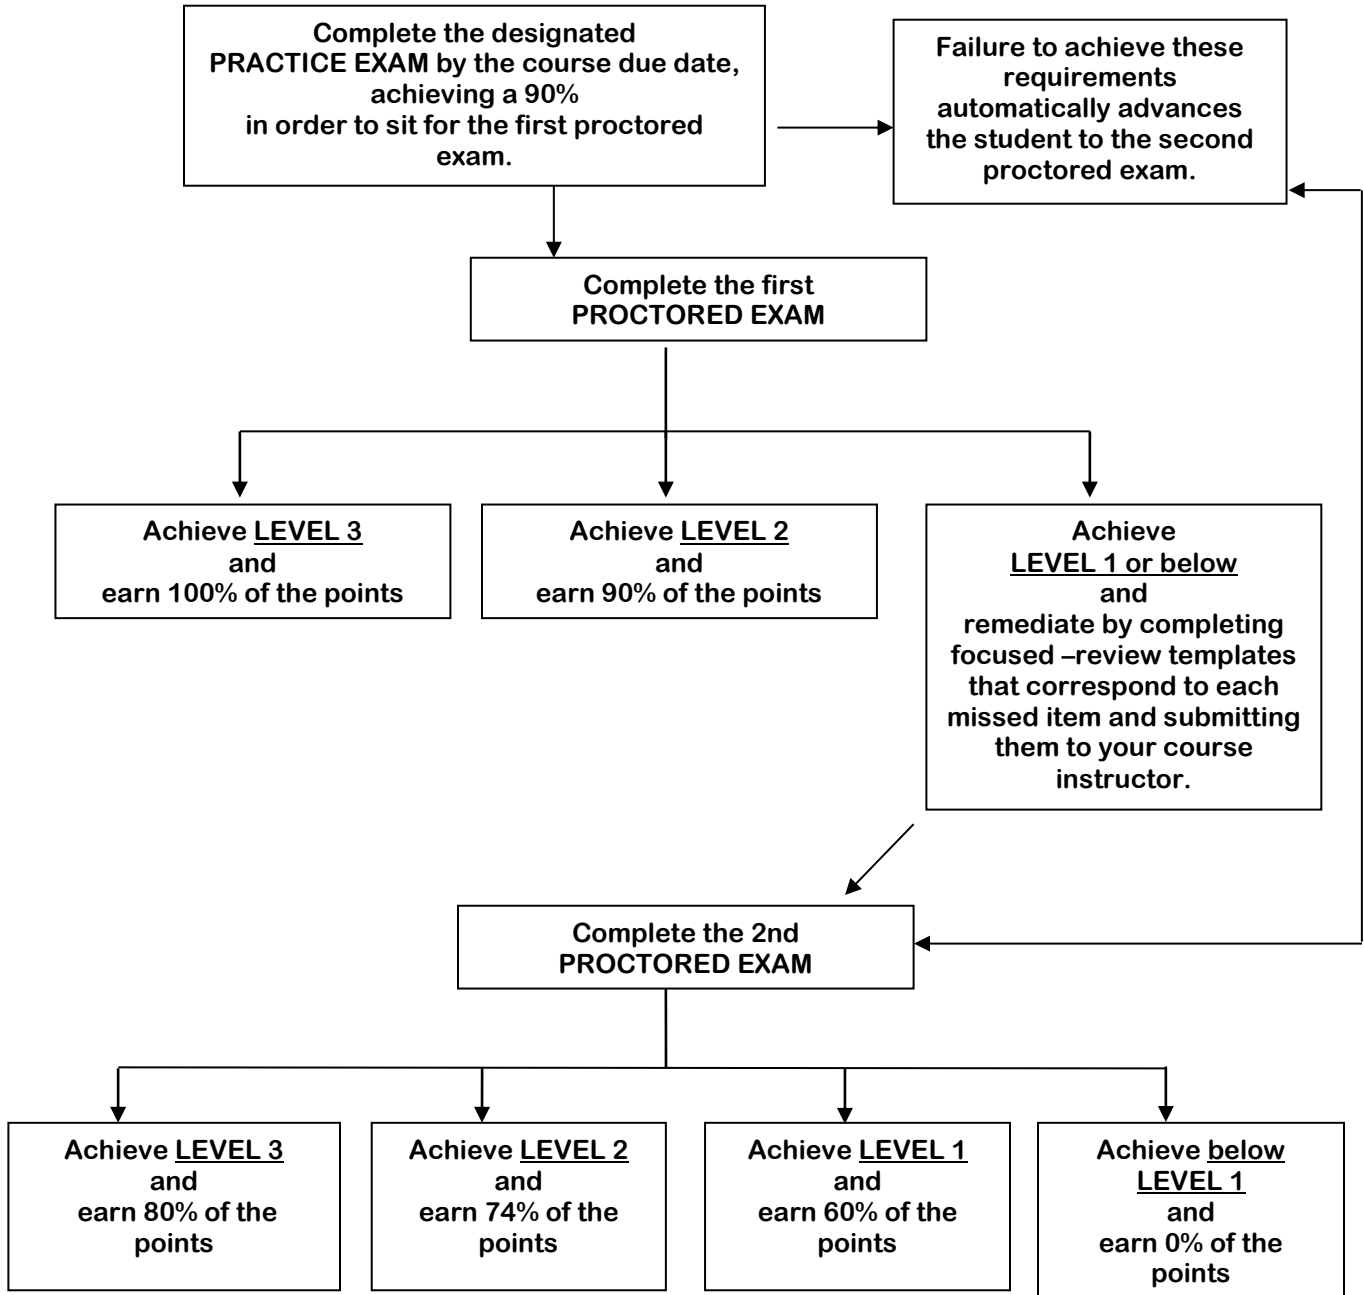 Complete the designated
PRACTICE EXAM by the course due date,
achieving a 90%
in order to sit for the first proctored
exam.
Failure to achieve these
requirements
automatically advances
the student to the second
proctored exam.
Complete the first
PROCTORED EXAM
Achieve LEVEL 3
and
earn 100% of the points
Achieve LEVEL 2
and
earn 90% of the points
Achieve
LEVEL 1 or below
and
remediate by completing
focused –review templates
that correspond to each
missed item and submitting
them to your course
instructor.
Complete the 2nd
PROCTORED EXAM
Achieve LEVEL 3
and
earn 80% of the
points
Achieve LEVEL 2
and
earn 74% of the
points
Achieve LEVEL 1
and
earn 60% of the
points
Achieve below
LEVEL 1
and
earn 0% of the
points